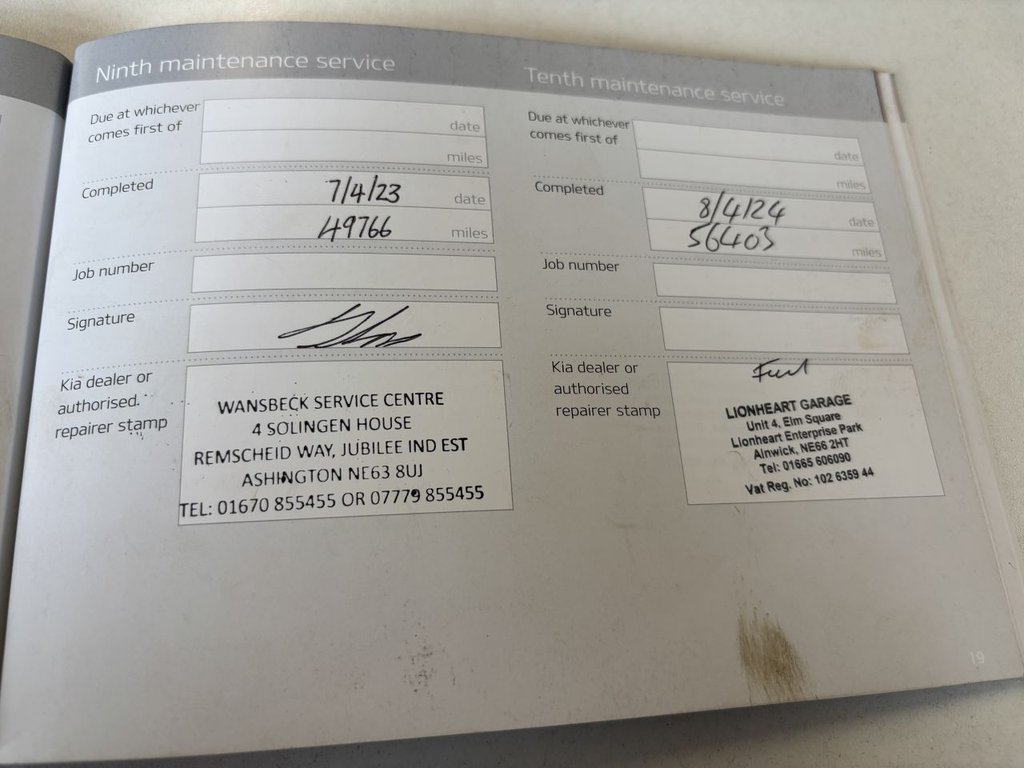 Ninth maintenance service
Due at whichever
comes first of
date
miles
Completed
7/4/23 date
49766 miles
Job number
Signature
Kia dealer or
authorised
repairer stamp
WANSBECK SERVICE CENTRE
4 SOLINGEN HOUSE
REMSCHEID WAY, JUBILEE IND EST
ASHINGTON NE63 8UJ
TEL: 01670 855455 OR 07779 855455
Tenth maintenance service
Due at whichever
comes first of
date
miles
Completed
8/4/24 date
56403 miles
Job number
Signature
Kia dealer or
authorised
repairer stamp
LIONHEART GARAGE
Unit 4, Elm Square
Lionheart Enterprise Park
Alnwick, NE66 2HT
Tel: 01665 606090
Vat Reg. No: 102 6359 44
19